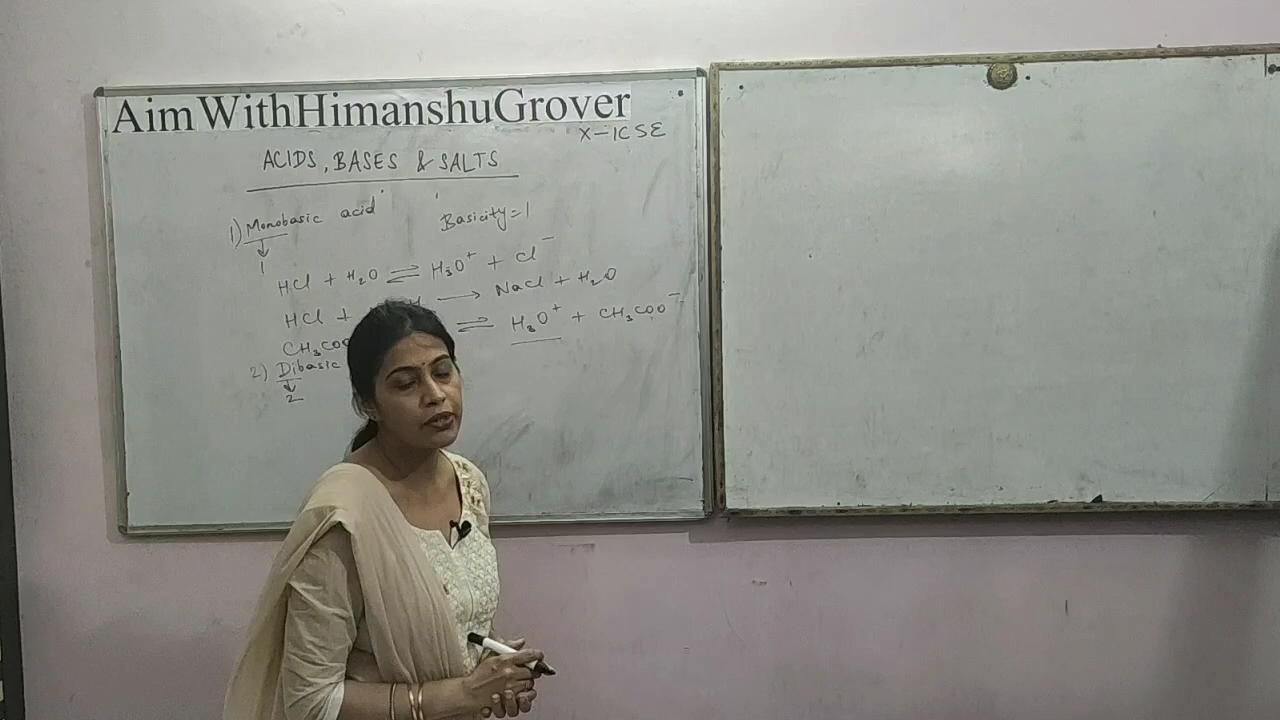 AimWithHimanshuGrover
X-ICSE
ACIDS, BASES & SALTS
1) Monobasic acid Basicity = 1
↓
1
HCl + H₂O ⇌ H₃O⁺ + Cl⁻
HCl + → NaCl + H₂O
CH₃COO ⇌ H₃O⁺ + CH₃COO⁻
2) Dibasic
↓
2